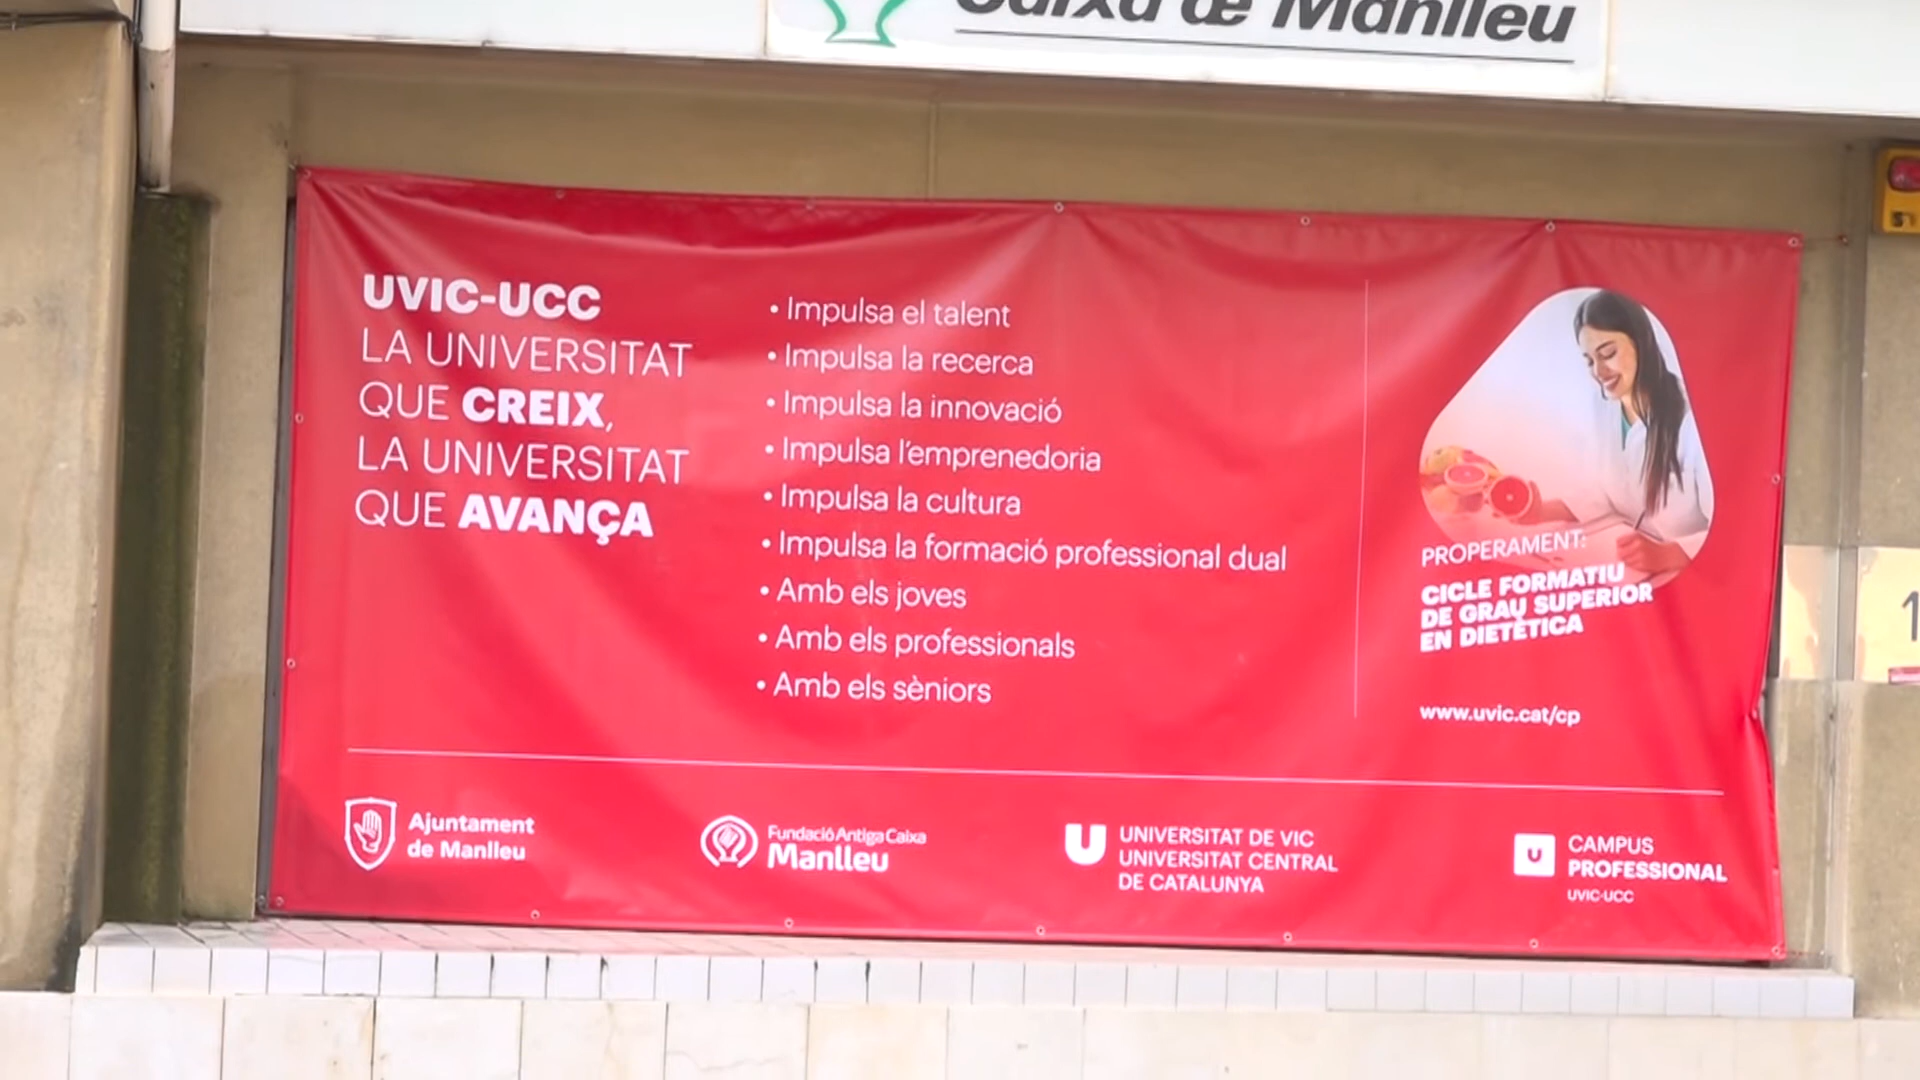 Caixa de Manlleu
UVIC-UCC
LA UNIVERSITAT
QUE CREIX,
LA UNIVERSITAT
QUE AVANÇA
• Impulsa el talent
• Impulsa la recerca
• Impulsa la innovació
• Impulsa l'emprenedoria
• Impulsa la cultura
• Impulsa la formació professional dual
• Amb els joves
• Amb els professionals
• Amb els sèniors
PROPERAMENT:
CICLE FORMATIU
DE GRAU SUPERIOR
EN DIETÈTICA
www.uvic.cat/cp
Ajuntament
de Manlleu
Fundació Antiga Caixa
Manlleu
U
UNIVERSITAT DE VIC
UNIVERSITAT CENTRAL
DE CATALUNYA
U
CAMPUS
PROFESSIONAL
UVIC-UCC